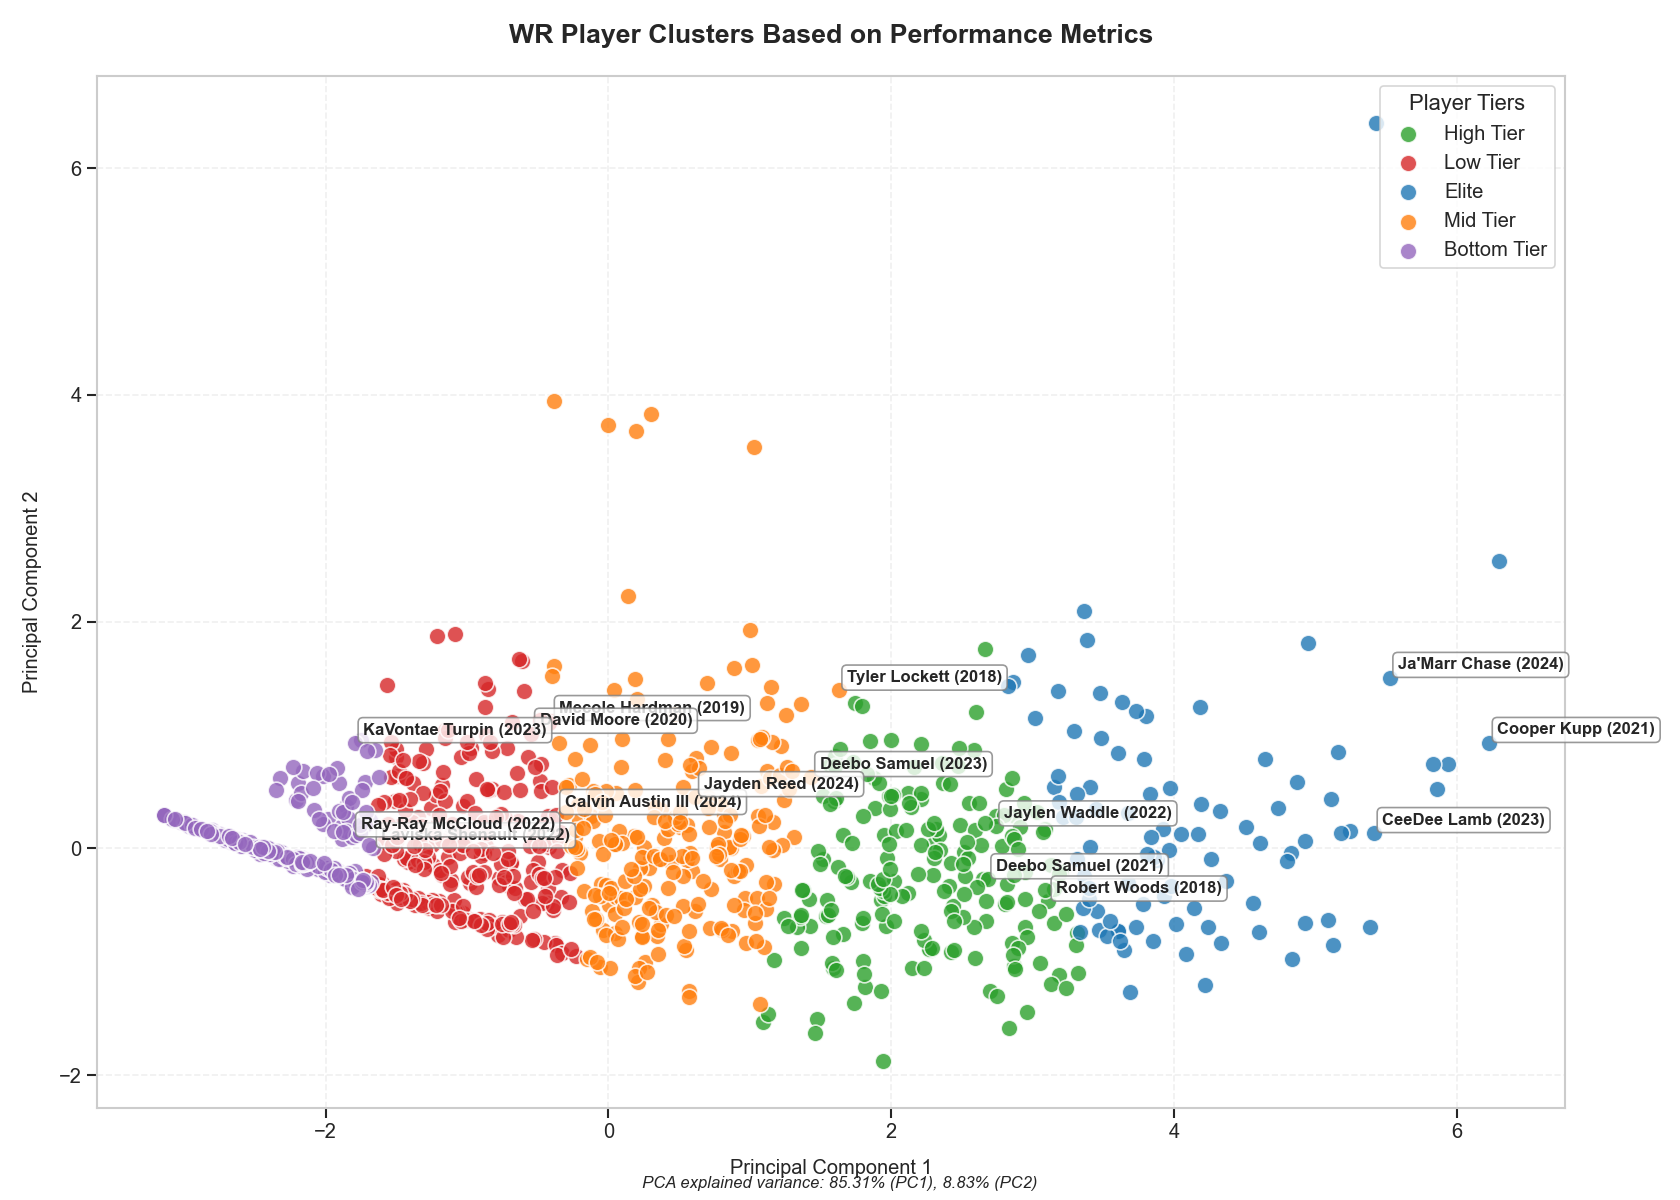 WR Player Clusters Based on Performance Metrics
Player Tiers
High Tier
Low Tier
Elite
Mid Tier
Bottom Tier
6
4
2
0
−2
Principal Component 2
Ja'Marr Chase (2024)
Tyler Lockett (2018)
Mecole Hardman (2019)
David Moore (2020)
KaVontae Turpin (2023)
Cooper Kupp (2021)
Deebo Samuel (2023)
Jayden Reed (2024)
Calvin Austin III (2024)
Jaylen Waddle (2022)
CeeDee Lamb (2023)
Ray-Ray McCloud (2022)
Laviska Shenault (2022)
Deebo Samuel (2021)
Robert Woods (2018)
−2
0
2
4
6
Principal Component 1
PCA explained variance: 85.31% (PC1), 8.83% (PC2)